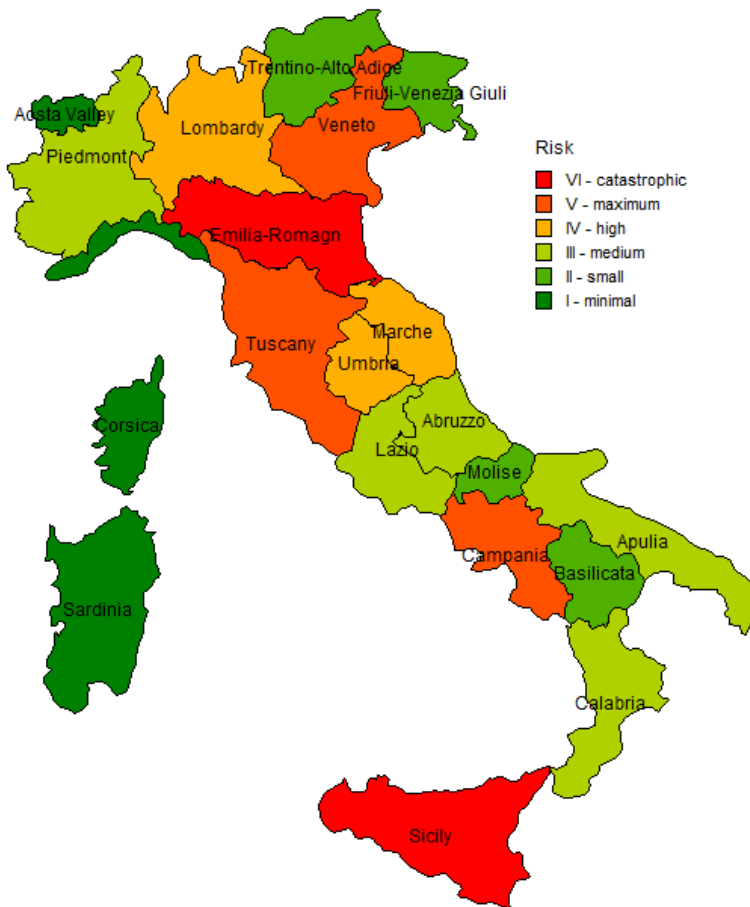 Trentino-Alto Adige
Friuli-Venezia Giuli
Aosta Valley
Lombardy
Veneto
Piedmont
Emilia-Romagn
Risk
VI - catastrophic
V - maximum
IV - high
III - medium
II - small
I - minimal
Marche
Tuscany
Umbria
Corsica
Abruzzo
Lazio
Molise
Apulia
Campania
Basilicata
Sardinia
Calabria
Sicily